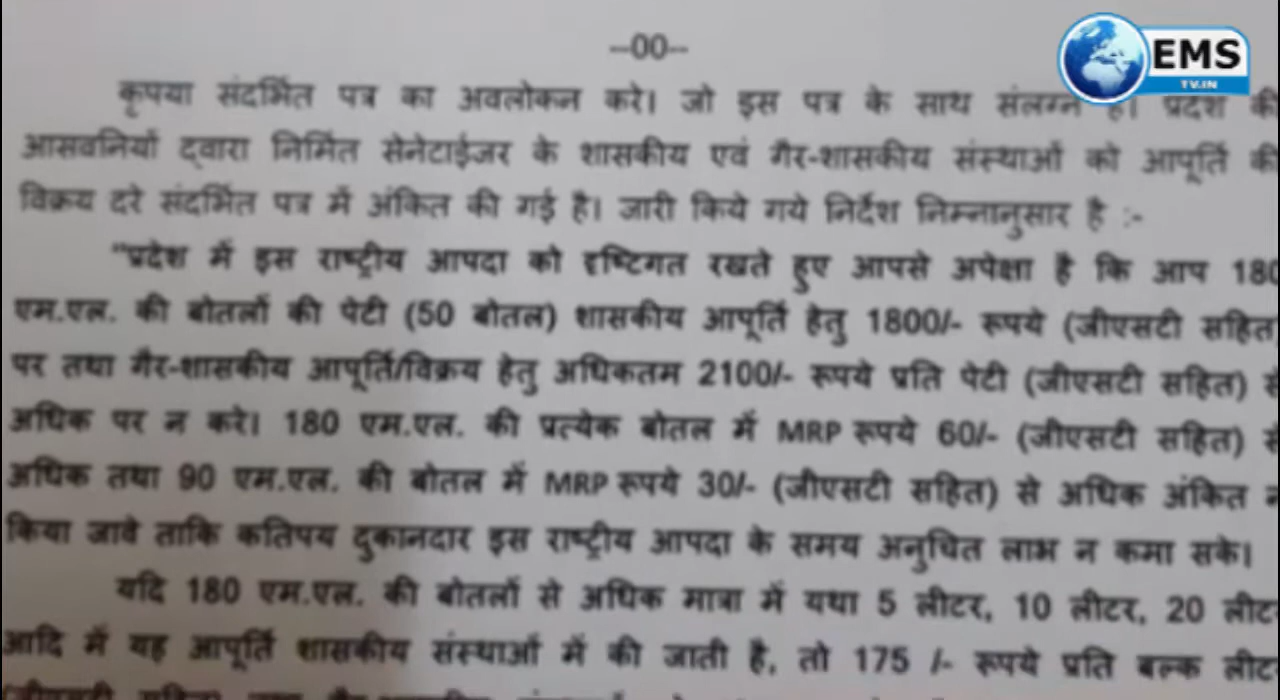 --00--
EMS
TV.IN
कृपया संदर्भित पत्र का अवलोकन करे। जो इस पत्र के साथ संलग्न है। प्रदेश की
आसवनियों द्वारा निर्मित सेनेटाईजर के शासकीय एवं गैर-शासकीय संस्थाओं को आपूर्ति की
विक्रय दरे संदर्भित पत्र में अंकित की गई है। जारी किये गये निर्देश निम्नानुसार है :-
"प्रदेश में इस राष्ट्रीय आपदा को दृष्टिगत रखते हुए आपसे अपेक्षा है कि आप 180
एम.एल. की बोतलों की पेटी (50 बोतल) शासकीय आपूर्ति हेतु 1800/- रूपये (जीएसटी सहित)
पर तथा गैर-शासकीय आपूर्ति/विक्रय हेतु अधिकतम 2100/- रूपये प्रति पेटी (जीएसटी सहित) से
अधिक पर न करे। 180 एम.एल. की प्रत्येक बोतल में MRP रूपये 60/- (जीएसटी सहित) से
अधिक तथा 90 एम.एल. की बोतल में MRP रूपये 30/- (जीएसटी सहित) से अधिक अंकित न
किया जावे ताकि कतिपय दुकानदार इस राष्ट्रीय आपदा के समय अनुचित लाभ न कमा सके।
यदि 180 एम.एल. की बोतलों से अधिक मात्रा में यथा 5 लीटर, 10 लीटर, 20 लीटर
आदि में यह आपूर्ति शासकीय संस्थाओं में की जाती है, तो 175 /- रूपये प्रति बल्क लीटर